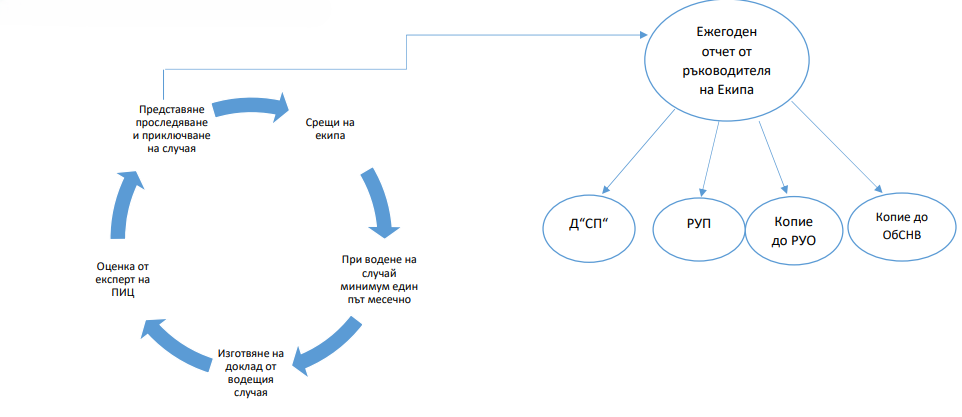 Представяне
проследяване
и приключване
на случая
Срещи на
екипа
При водене на
случай
минимум един
път месечно
Изготвяне на
доклад от
водещия
случая
Оценка от
експерт на
ПИЦ
Ежегоден
отчет от
ръководителя
на Екипа
Д“СП“
РУП
Копие
до РУО
Копие до
ОбСНВ